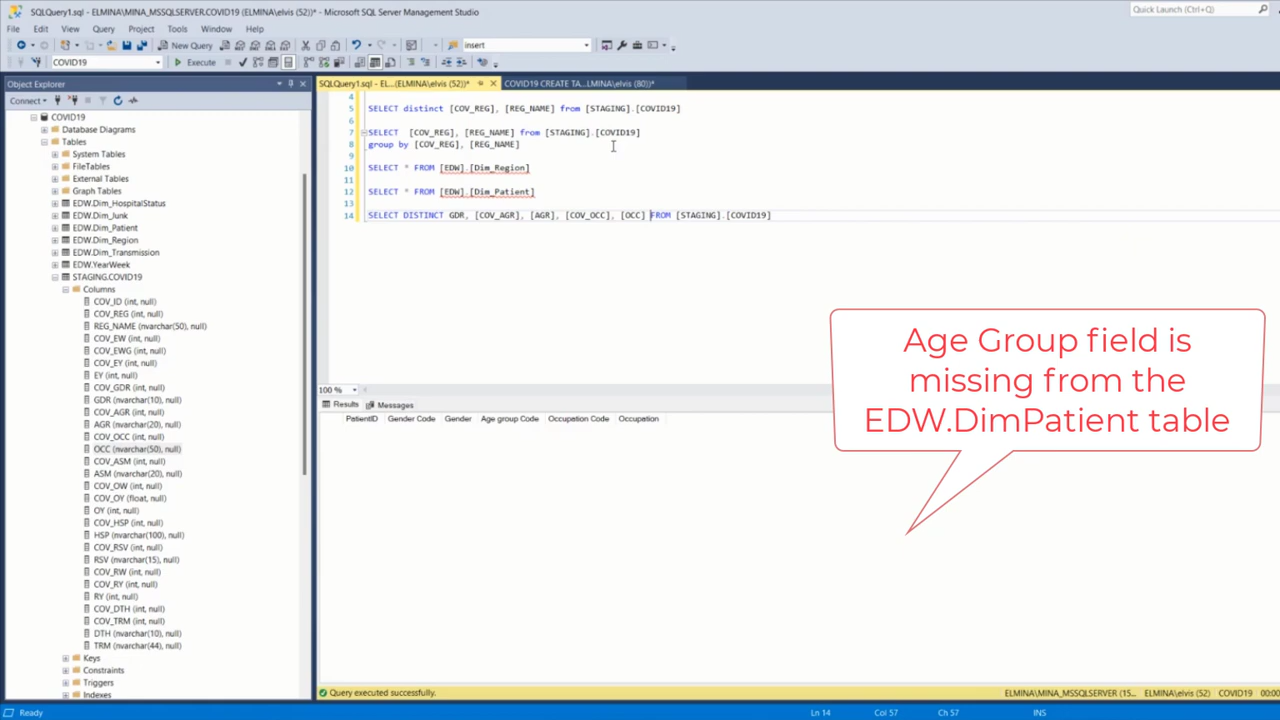 SQLQuery1.sql - ELMINA\MINA_MSSQLSERVER.COVID19 (ELMINA\elvis (52))* - Microsoft SQL Server Management Studio
Quick Launch (Ctrl+Q)
File Edit View Query Project Tools Window Help
New Query
insert
COVID19
Execute
Object Explorer
SQLQuery1.sql - EL...(ELMINA\elvis (52))*
COVID19 CREATE TA...LMINA\elvis (80))*
Connect
COVID19
Database Diagrams
Tables
System Tables
FileTables
External Tables
Graph Tables
EDW.Dim_HospitalStatus
EDW.Dim_Junk
EDW.Dim_Patient
EDW.Dim_Region
EDW.Dim_Transmission
EDW.YearWeek
STAGING.COVID19
Columns
COV_ID (int, null)
COV_REG (int, null)
REG_NAME (nvarchar(50), null)
COV_EW (int, null)
COV_EWG (int, null)
COV_EY (int, null)
EY (int, null)
COV_GDR (int, null)
GDR (nvarchar(10), null)
COV_AGR (int, null)
AGR (nvarchar(20), null)
COV_OCC (int, null)
OCC (nvarchar(50), null)
COV_ASM (int, null)
ASM (nvarchar(20), null)
COV_OW (int, null)
COV_OY (float, null)
OY (int, null)
COV_HSP (int, null)
HSP (nvarchar(100), null)
COV_RSV (int, null)
RSV (nvarchar(15), null)
COV_RW (int, null)
COV_RY (int, null)
RY (int, null)
COV_DTH (int, null)
COV_TRM (int, null)
DTH (nvarchar(10), null)
TRM (nvarchar(44), null)
Keys
Constraints
Triggers
Indexes
4
5 SELECT distinct [COV_REG], [REG_NAME] from [STAGING].[COVID19]
6
7 SELECT [COV_REG], [REG_NAME] from [STAGING].[COVID19]
8 group by [COV_REG], [REG_NAME]
9
10 SELECT * FROM [EDW].[Dim_Region]
11
12 SELECT * FROM [EDW].[Dim_Patient]
13
14 SELECT DISTINCT GDR, [COV_AGR], [AGR], [COV_OCC], [OCC] FROM [STAGING].[COVID19]
Age Group field is
missing from the
EDW.DimPatient table
100 %
Results Messages
PatientID Gender Code Gender Age group Code Occupation Code Occupation
Query executed successfully.
ELMINA\MINA_MSSQLSERVER (15... ELMINA\elvis (52) COVID19 00:00
Ready
Ln 14 Col 57 Ch 57 INS